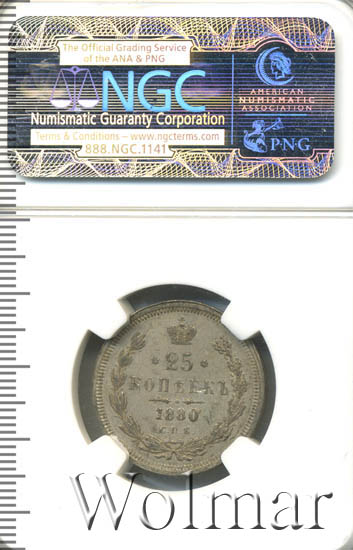 The Official Grading Service
of the ANA & PNG
NGC
Numismatic Guaranty Corporation
Terms & Conditions – www.ngcterms.com
888.NGC.1141
AMERICAN
NUMISMATIC
ASSOCIATION
PNG
25
КОПѢЕКЪ
1880
С.П.Б.
Wolmar